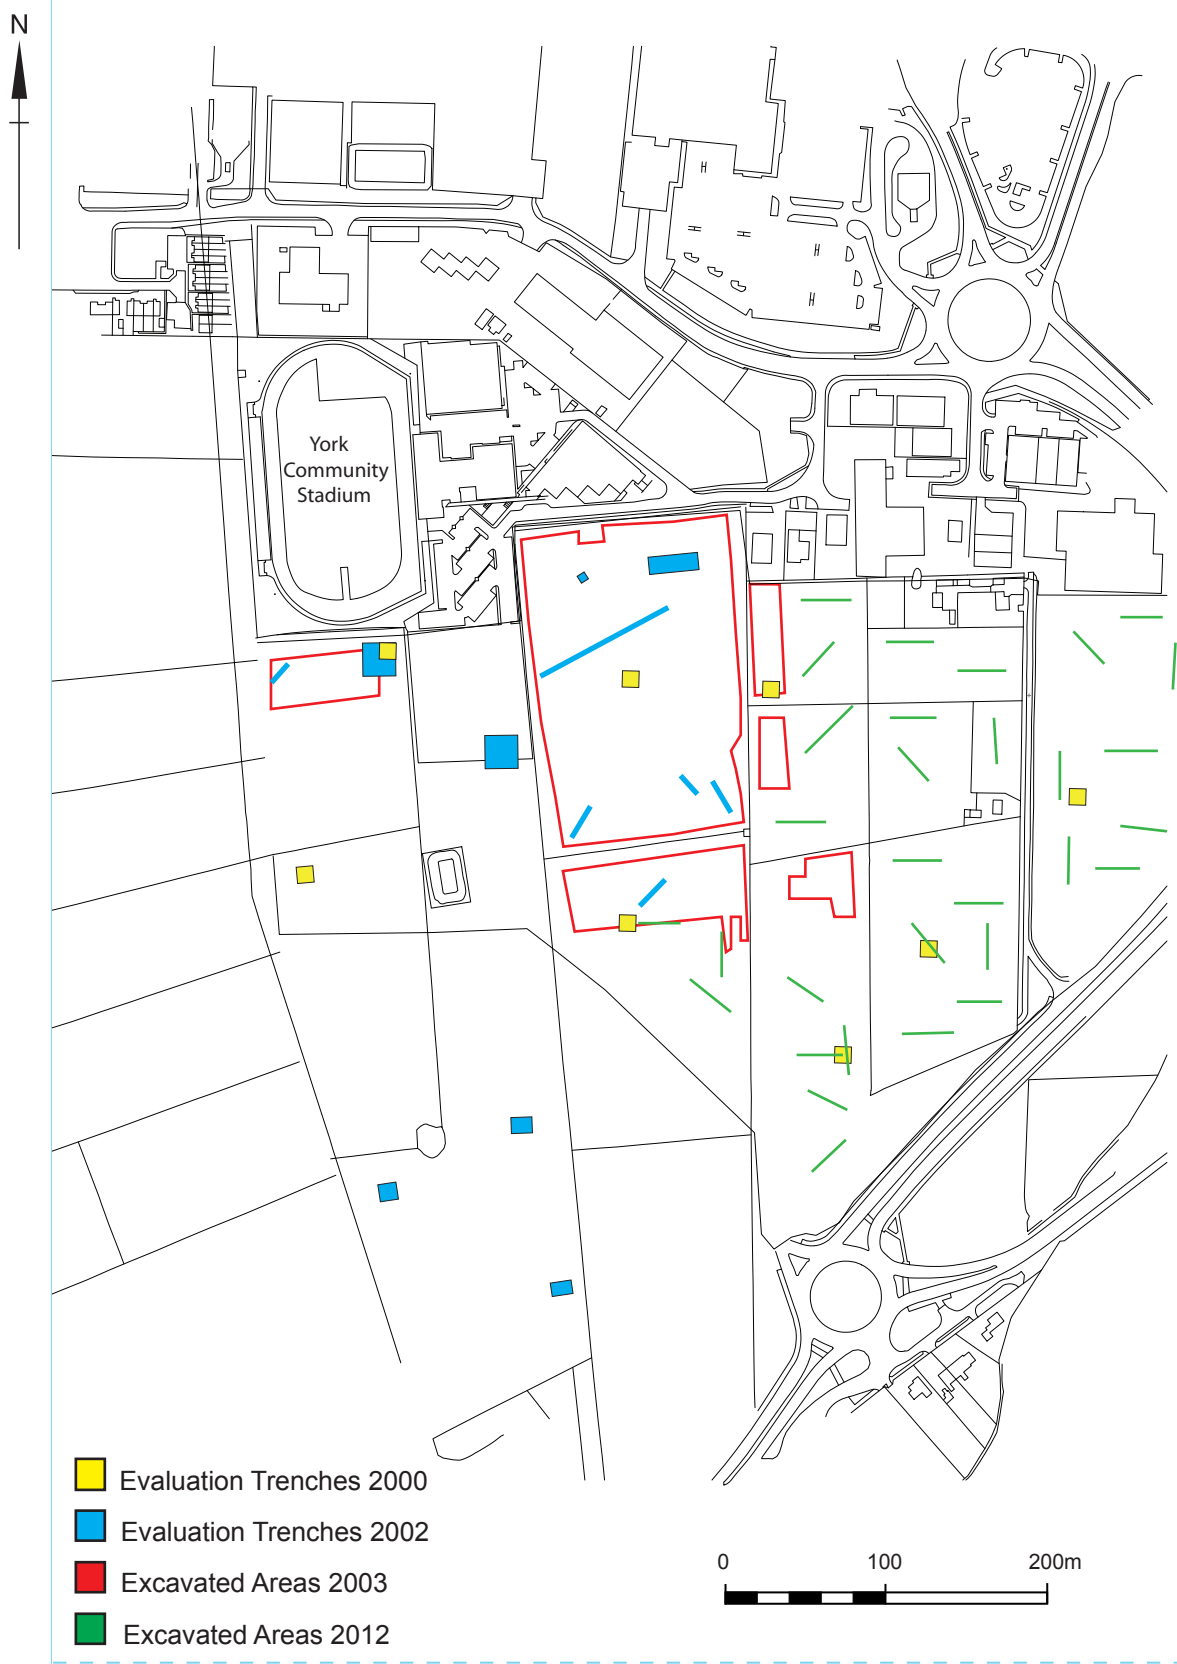 N
H
H
H
York
Community
Stadium
Evaluation Trenches 2000
Evaluation Trenches 2002
Excavated Areas 2003
Excavated Areas 2012
0 100 200m